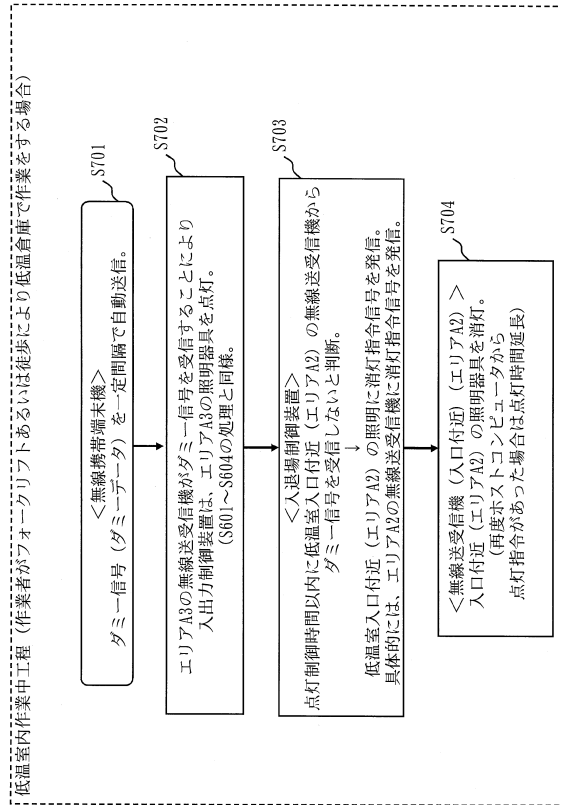 低温室内作業中工程（作業者がフォークリフトあるいは徒歩により低温倉庫で作業をする場合）
S701
＜無線携帯端末機＞
ダミー信号（ダミーデータ）を一定間隔で自動送信。
S702
エリアA3の無線送受信機がダミー信号を受信することにより
入出力制御装置は、エリアA3の照明器具を点灯。
(S601～S604の処理と同様。
S703
＜入退場制御装置＞
点灯制御時間以内に低温室入口付近（エリアA2）の無線送受信機から
ダミー信号を受信しないと判断。
↓
低温室入口付近（エリアA2）の照明に消灯指令信号を発信。
具体的には、エリアA2の無線送受信機に消灯指令信号を発信。
S704
＜無線送受信機（入口付近）（エリアA2）＞
入口付近（エリアA2）の照明器具を消灯。
(再度ホストコンピュータから
点灯指令があった場合は点灯時間延長)